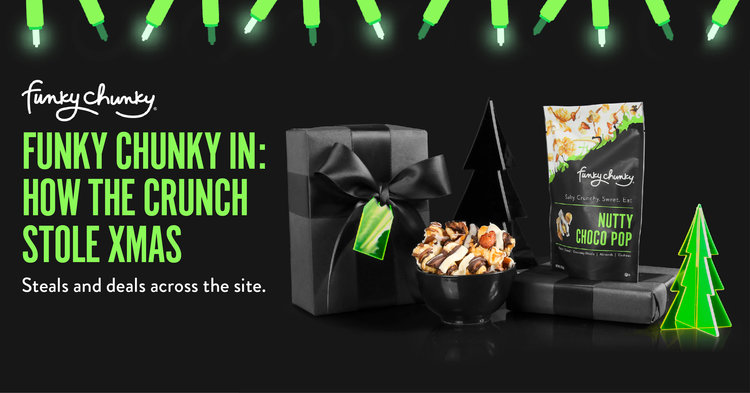 funky chunky®
FUNKY CHUNKY IN:
HOW THE CRUNCH
STOLE XMAS
Steals and deals across the site.
funky chunky
Salty. Crunchy. Sweet. Eat.
NUTTY
CHOCO POP